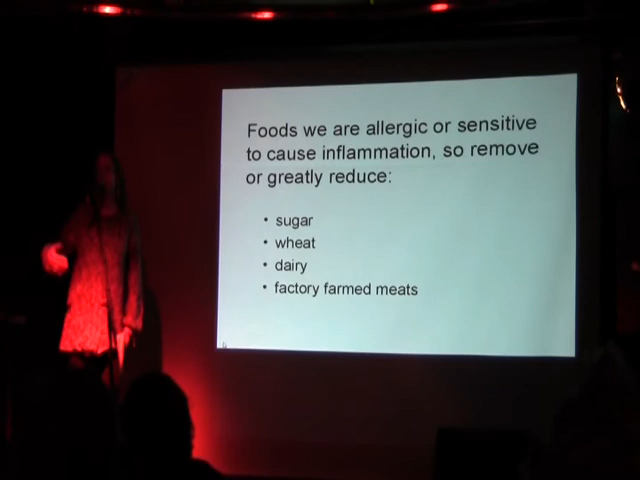 Foods we are allergic or sensitive
to cause inflammation, so remove
or greatly reduce:
• sugar
• wheat
• dairy
• factory farmed meats